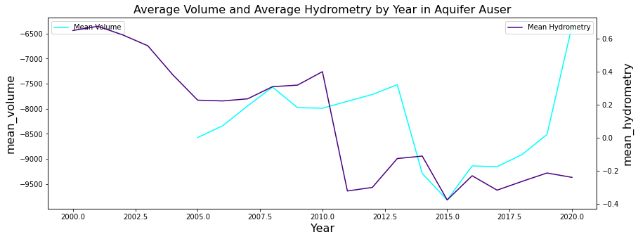 Average Volume and Average Hydrometry by Year in Aquifer Auser
Mean Volume
Mean Hydrometry
mean_volume
−6500
−7000
−7500
−8000
−8500
−9000
−9500
0.6
0.4
0.2
0.0
−0.2
−0.4
mean_hydrometry
2000.0 2002.5 2005.0 2007.5 2010.0 2012.5 2015.0 2017.5 2020.0
Year